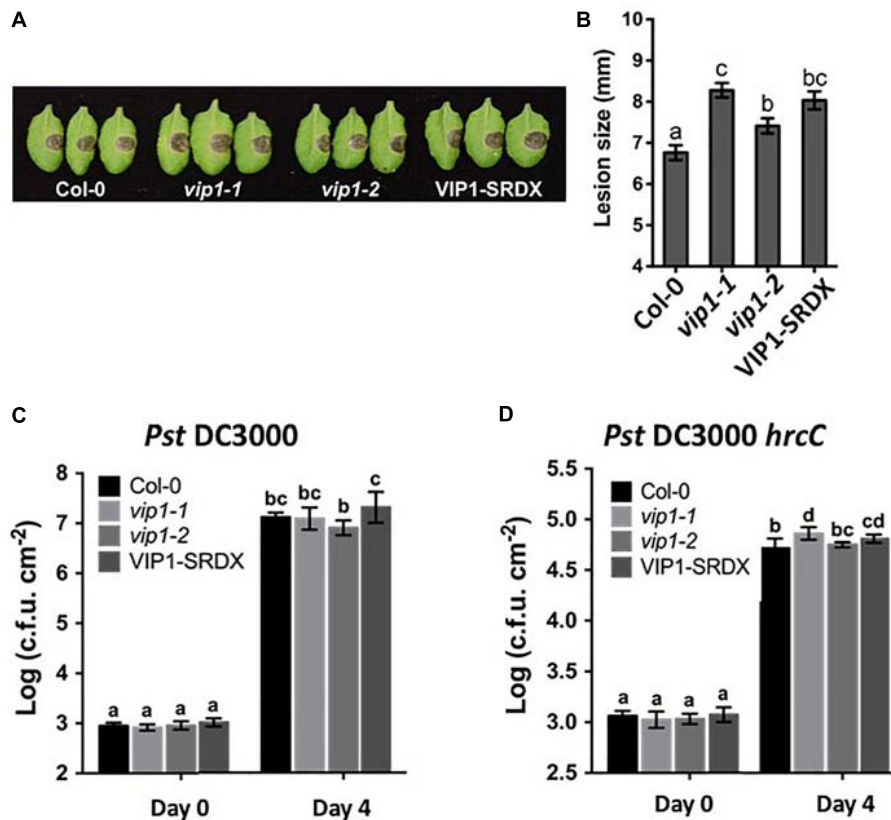 A
Col-0 vip1-1 vip1-2 VIP1-SRDX
B
Lesion size (mm)
10
9
8
7
6
5
4
a c b bc
Col-0 vip1-1 vip1-2 VIP1-SRDX
C
Pst DC3000
Log (c.f.u. cm-2)
8
7
6
5
4
3
2
Col-0
vip1-1
vip1-2
VIP1-SRDX
a a a a bc bc b c
Day 0 Day 4
D
Pst DC3000 hrcC
Log (c.f.u. cm-2)
5.5
5.0
4.5
4.0
3.5
3.0
2.5
Col-0
vip1-1
vip1-2
VIP1-SRDX
a a a a b d bc cd
Day 0 Day 4